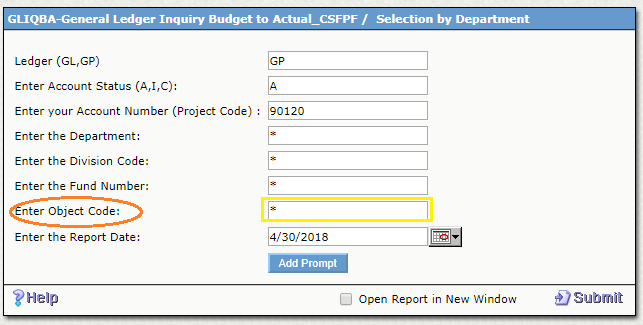 GLIQBA-General Ledger Inquiry Budget to Actual_CSFPF / Selection by Department
Ledger (GL,GP) GP
Enter Account Status (A,I,C): A
Enter your Account Number (Project Code) : 90120
Enter the Department: *
Enter the Division Code: *
Enter the Fund Number: *
Enter Object Code: *
Enter the Report Date: 4/30/2018
Add Prompt
Help Open Report in New Window Submit